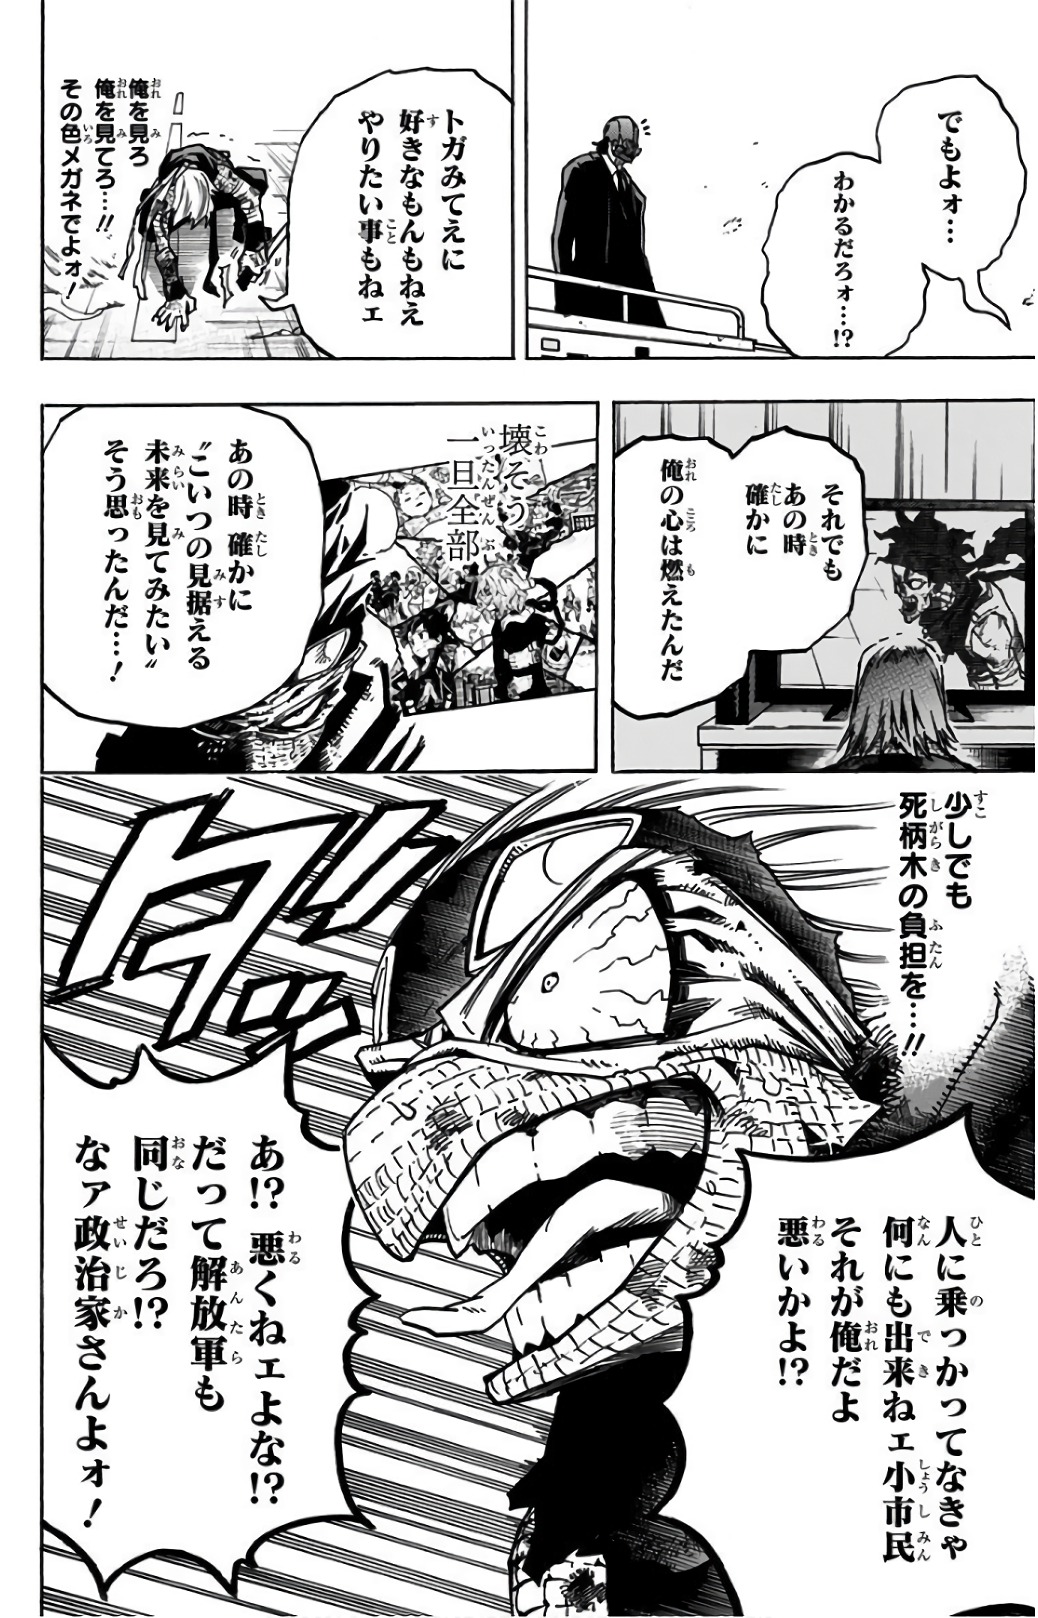 でもよォ…
わかるだろォ…!?
トガみてえに
好きなもんもねえ
やりたい事もねェ
俺を見ろ
俺を見てろ…!!
その色メガネでよォ！
それでも
あの時
確かに
俺の心は燃えたんだ
壊そう
一旦全部
あの時 確かに
“こいつの見据える
未来を見てみたい”
そう思ったんだ…！
少しでも
死柄木の負担を…!!
ダッ
人に乗っかってなきゃ
何にも出来ねェ小市民
それが俺だよ
悪いかよ!?
あ!? 悪くねェよな!?
だって解放軍も
同じだろ!?
なァ政治家さんよォ！